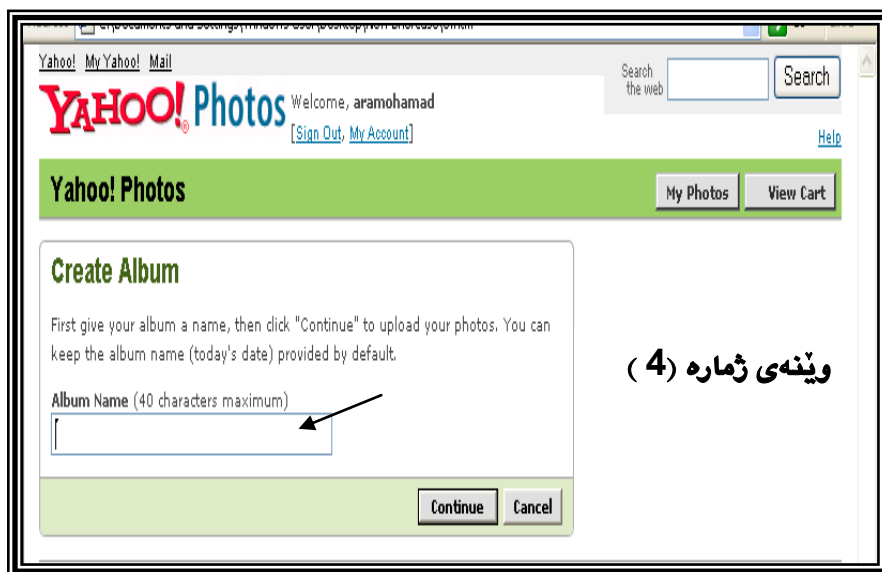 Yahoo! My Yahoo! Mail
YAHOO! Photos
Welcome, aramohamad
[Sign Out, My Account]
Search the web
Search
Help
Yahoo! Photos
My Photos
View Cart
Create Album
First give your album a name, then click "Continue" to upload your photos. You can
keep the album name (today's date) provided by default.
Album Name (40 characters maximum)
وێنەی ژمارە (4)
Continue
Cancel